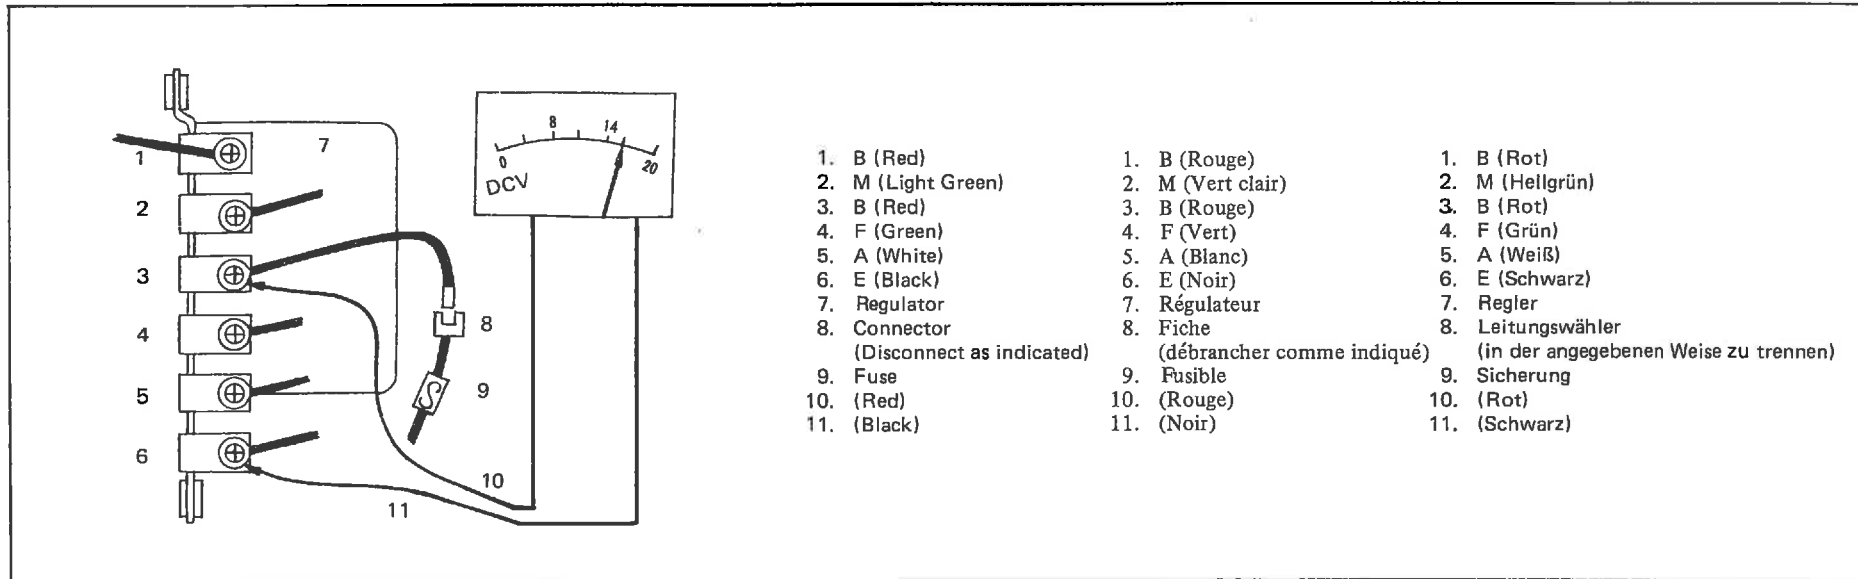 1
2
3
4
5
6
7
8
9
10
11
0
8
14
20
DCV
1. B (Red)
2. M (Light Green)
3. B (Red)
4. F (Green)
5. A (White)
6. E (Black)
7. Regulator
8. Connector
(Disconnect as indicated)
9. Fuse
10. (Red)
11. (Black)
1. B (Rouge)
2. M (Vert clair)
3. B (Rouge)
4. F (Vert)
5. A (Blanc)
6. E (Noir)
7. Régulateur
8. Fiche
(débrancher comme indiqué)
9. Fusible
10. (Rouge)
11. (Noir)
1. B (Rot)
2. M (Hellgrün)
3. B (Rot)
4. F (Grün)
5. A (Weiß)
6. E (Schwarz)
7. Regler
8. Leitungswähler
(in der angegebenen Weise zu trennen)
9. Sicherung
10. (Rot)
11. (Schwarz)